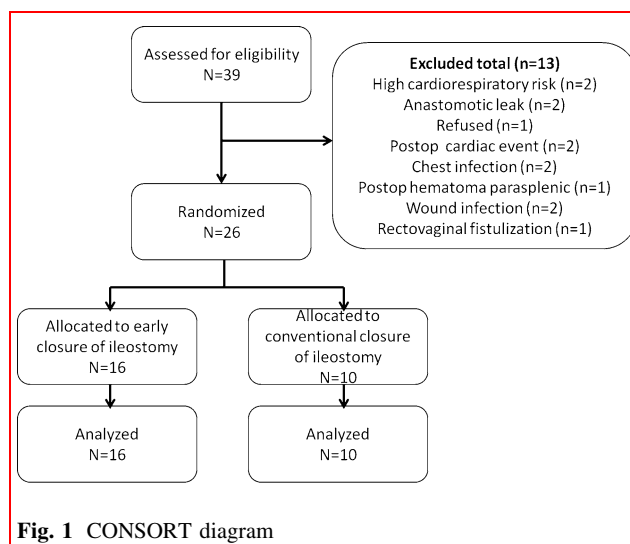 Assessed for eligibility
N=39
Excluded total (n=13)
High cardiorespiratory risk (n=2)
Anastomotic leak (n=2)
Refused (n=1)
Postop cardiac event (n=2)
Chest infection (n=2)
Postop hematoma parasplenic (n=1)
Wound infection (n=2)
Rectovaginal fistulization (n=1)
Randomized
N=26
Allocated to early
closure of ileostomy
N=16
Allocated to
conventional closure
of ileostomy
N=10
Analyzed
N=16
Analyzed
N=10
Fig. 1 CONSORT diagram